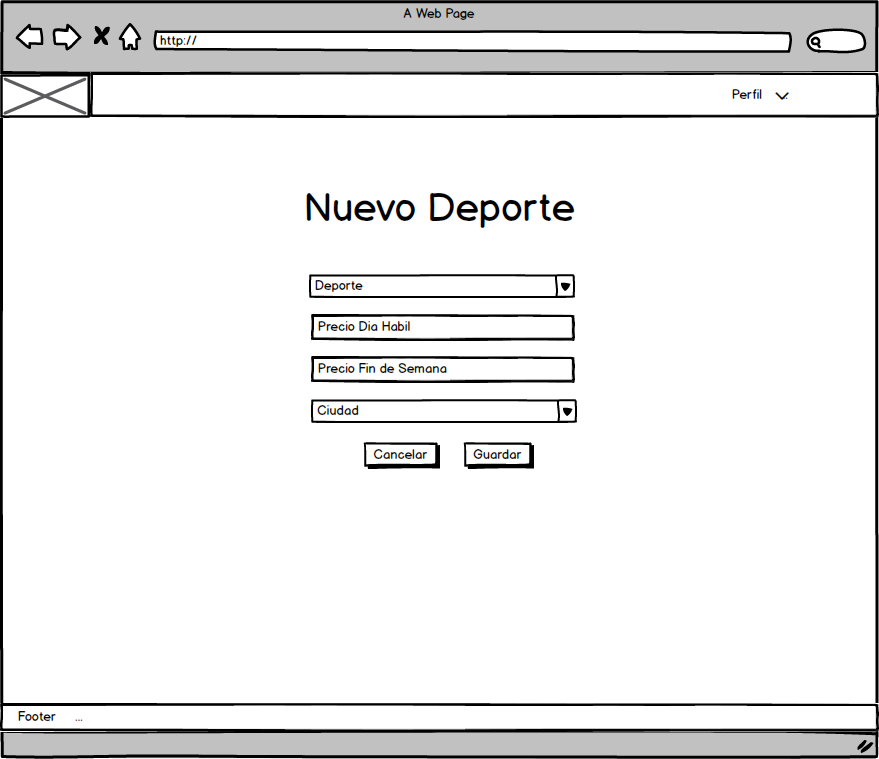 A Web Page
http://
Perfil
Nuevo Deporte
Deporte
Precio Dia Habil
Precio Fin de Semana
Ciudad
Cancelar Guardar
Footer ...